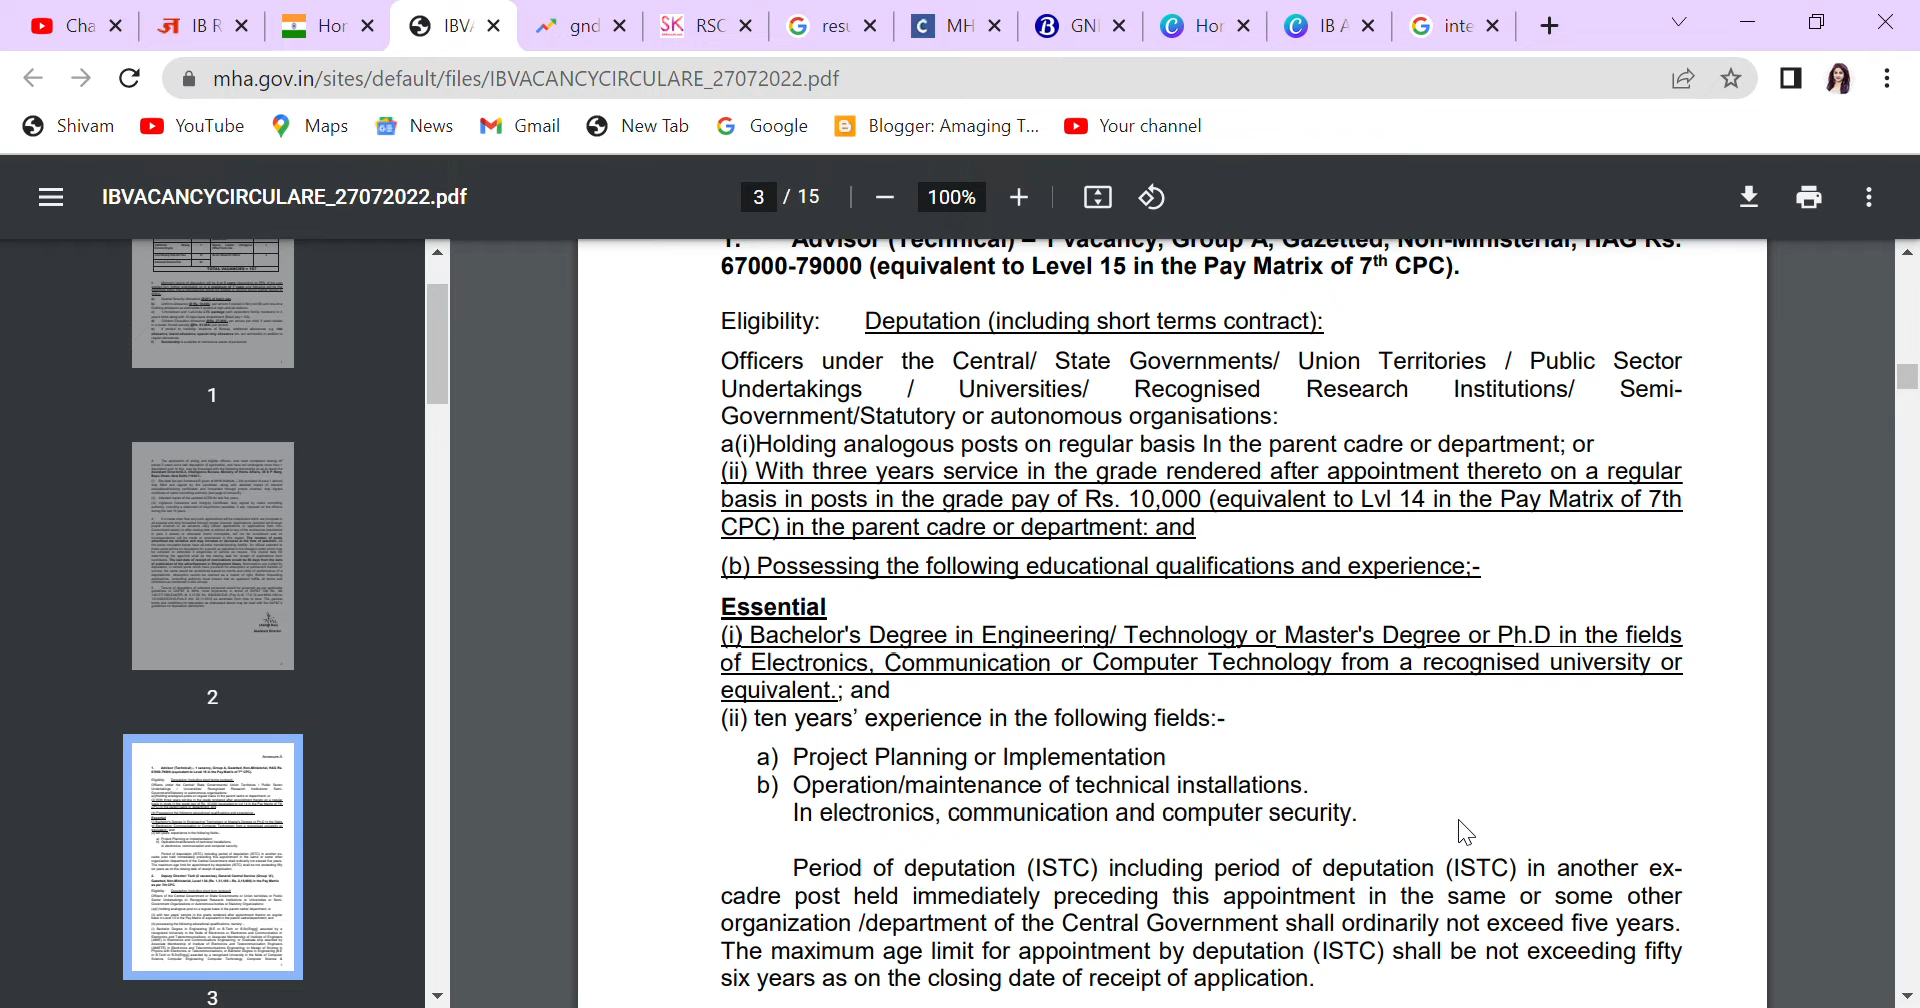 Cha
IB R
Hor
IBV
gnd
RSC
resu
MH
GNI
Hor
IB A
inte
mha.gov.in/sites/default/files/IBVACANCYCIRCULARE_27072022.pdf
Shivam
YouTube
Maps
News
Gmail
New Tab
Google
Blogger: Amaging T...
Your channel
IBVACANCYCIRCULARE_27072022.pdf
3 / 15
100%
1
2
3
1. Advisor (Technical) – 1 vacancy, Group A, Gazetted, Non-Ministerial, HAG Rs.
67000-79000 (equivalent to Level 15 in the Pay Matrix of 7th CPC).
Eligibility: Deputation (including short terms contract):
Officers under the Central/ State Governments/ Union Territories / Public Sector
Undertakings / Universities/ Recognised Research Institutions/ Semi-
Government/Statutory or autonomous organisations:
a(i)Holding analogous posts on regular basis In the parent cadre or department; or
(ii) With three years service in the grade rendered after appointment thereto on a regular
basis in posts in the grade pay of Rs. 10,000 (equivalent to Lvl 14 in the Pay Matrix of 7th
CPC) in the parent cadre or department: and
(b) Possessing the following educational qualifications and experience;-
Essential
(i) Bachelor's Degree in Engineering/ Technology or Master's Degree or Ph.D in the fields
of Electronics, Communication or Computer Technology from a recognised university or
equivalent.; and
(ii) ten years’ experience in the following fields:-
a) Project Planning or Implementation
b) Operation/maintenance of technical installations.
In electronics, communication and computer security.
Period of deputation (ISTC) including period of deputation (ISTC) in another ex-
cadre post held immediately preceding this appointment in the same or some other
organization /department of the Central Government shall ordinarily not exceed five years.
The maximum age limit for appointment by deputation (ISTC) shall be not exceeding fifty
six years as on the closing date of receipt of application.